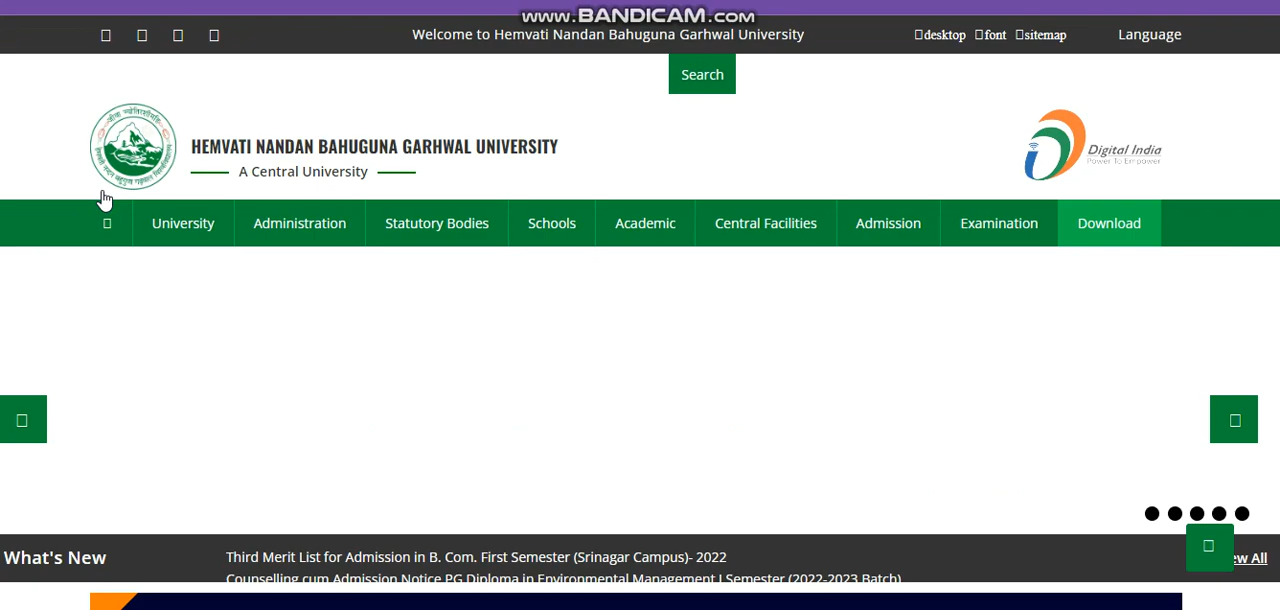 www.BANDICAM.com
Welcome to Hemvati Nandan Bahuguna Garhwal University
desktop font sitemap Language
Search
HEMVATI NANDAN BAHUGUNA GARHWAL UNIVERSITY
A Central University
Digital India
Power To Empower
University Administration Statutory Bodies Schools Academic Central Facilities Admission Examination Download
What's New
Third Merit List for Admission in B. Com. First Semester (Srinagar Campus)- 2022
Counselling cum Admission Notice PG Diploma in Environmental Management I Semester (2022-2023 Batch)
All